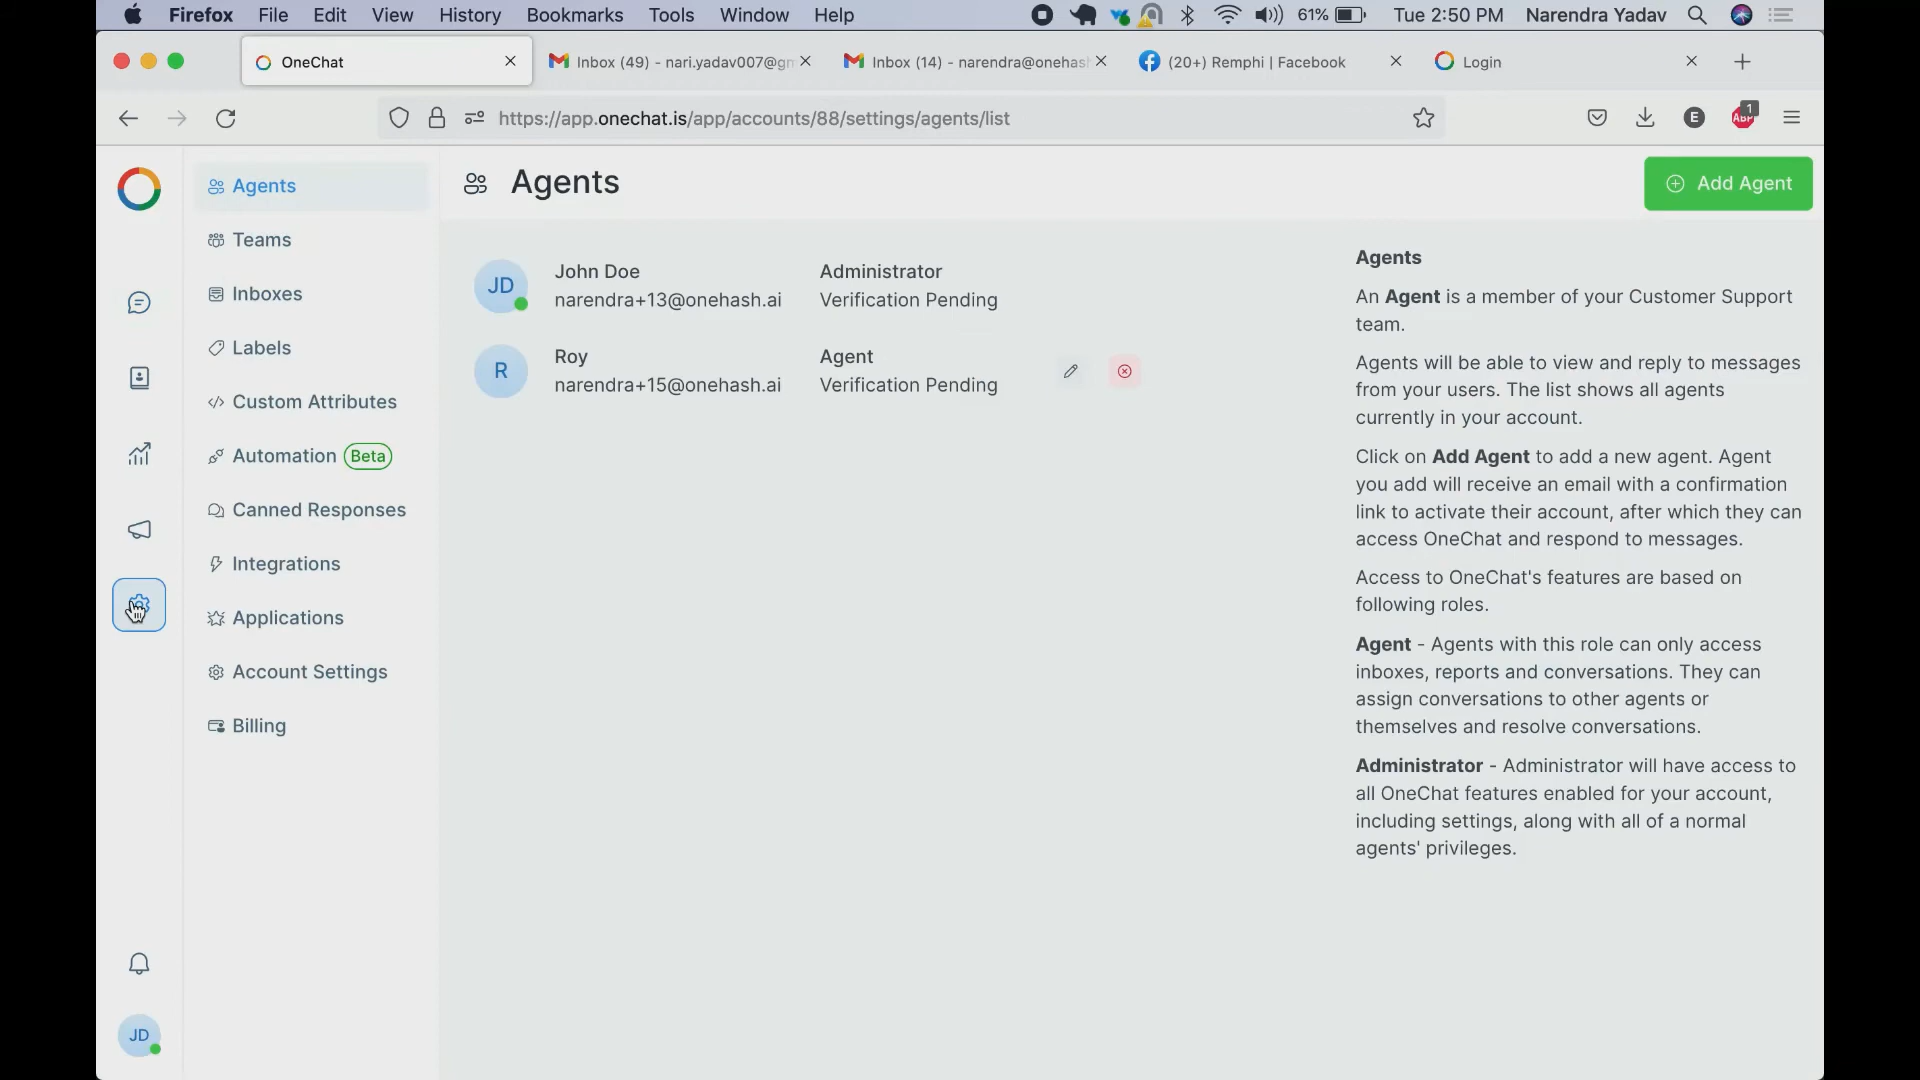 Firefox File Edit View History Bookmarks Tools Window Help 61% Tue 2:50 PM Narendra Yadav
OneChat Inbox (49) - nari.yadav007@gm Inbox (14) - narendra@onehash (20+) Remphi | Facebook Login
https://app.onechat.is/app/accounts/88/settings/agents/list E ABP 1
Agents
Teams
Inboxes
Labels
Custom Attributes
Automation Beta
Canned Responses
Integrations
Applications
Account Settings
Billing
JD
Agents
Add Agent
JD John Doe Administrator
narendra+13@onehash.ai Verification Pending
R Roy Agent
narendra+15@onehash.ai Verification Pending
Agents
An Agent is a member of your Customer Support
team.
Agents will be able to view and reply to messages
from your users. The list shows all agents
currently in your account.
Click on Add Agent to add a new agent. Agent
you add will receive an email with a confirmation
link to activate their account, after which they can
access OneChat and respond to messages.
Access to OneChat's features are based on
following roles.
Agent - Agents with this role can only access
inboxes, reports and conversations. They can
assign conversations to other agents or
themselves and resolve conversations.
Administrator - Administrator will have access to
all OneChat features enabled for your account,
including settings, along with all of a normal
agents' privileges.